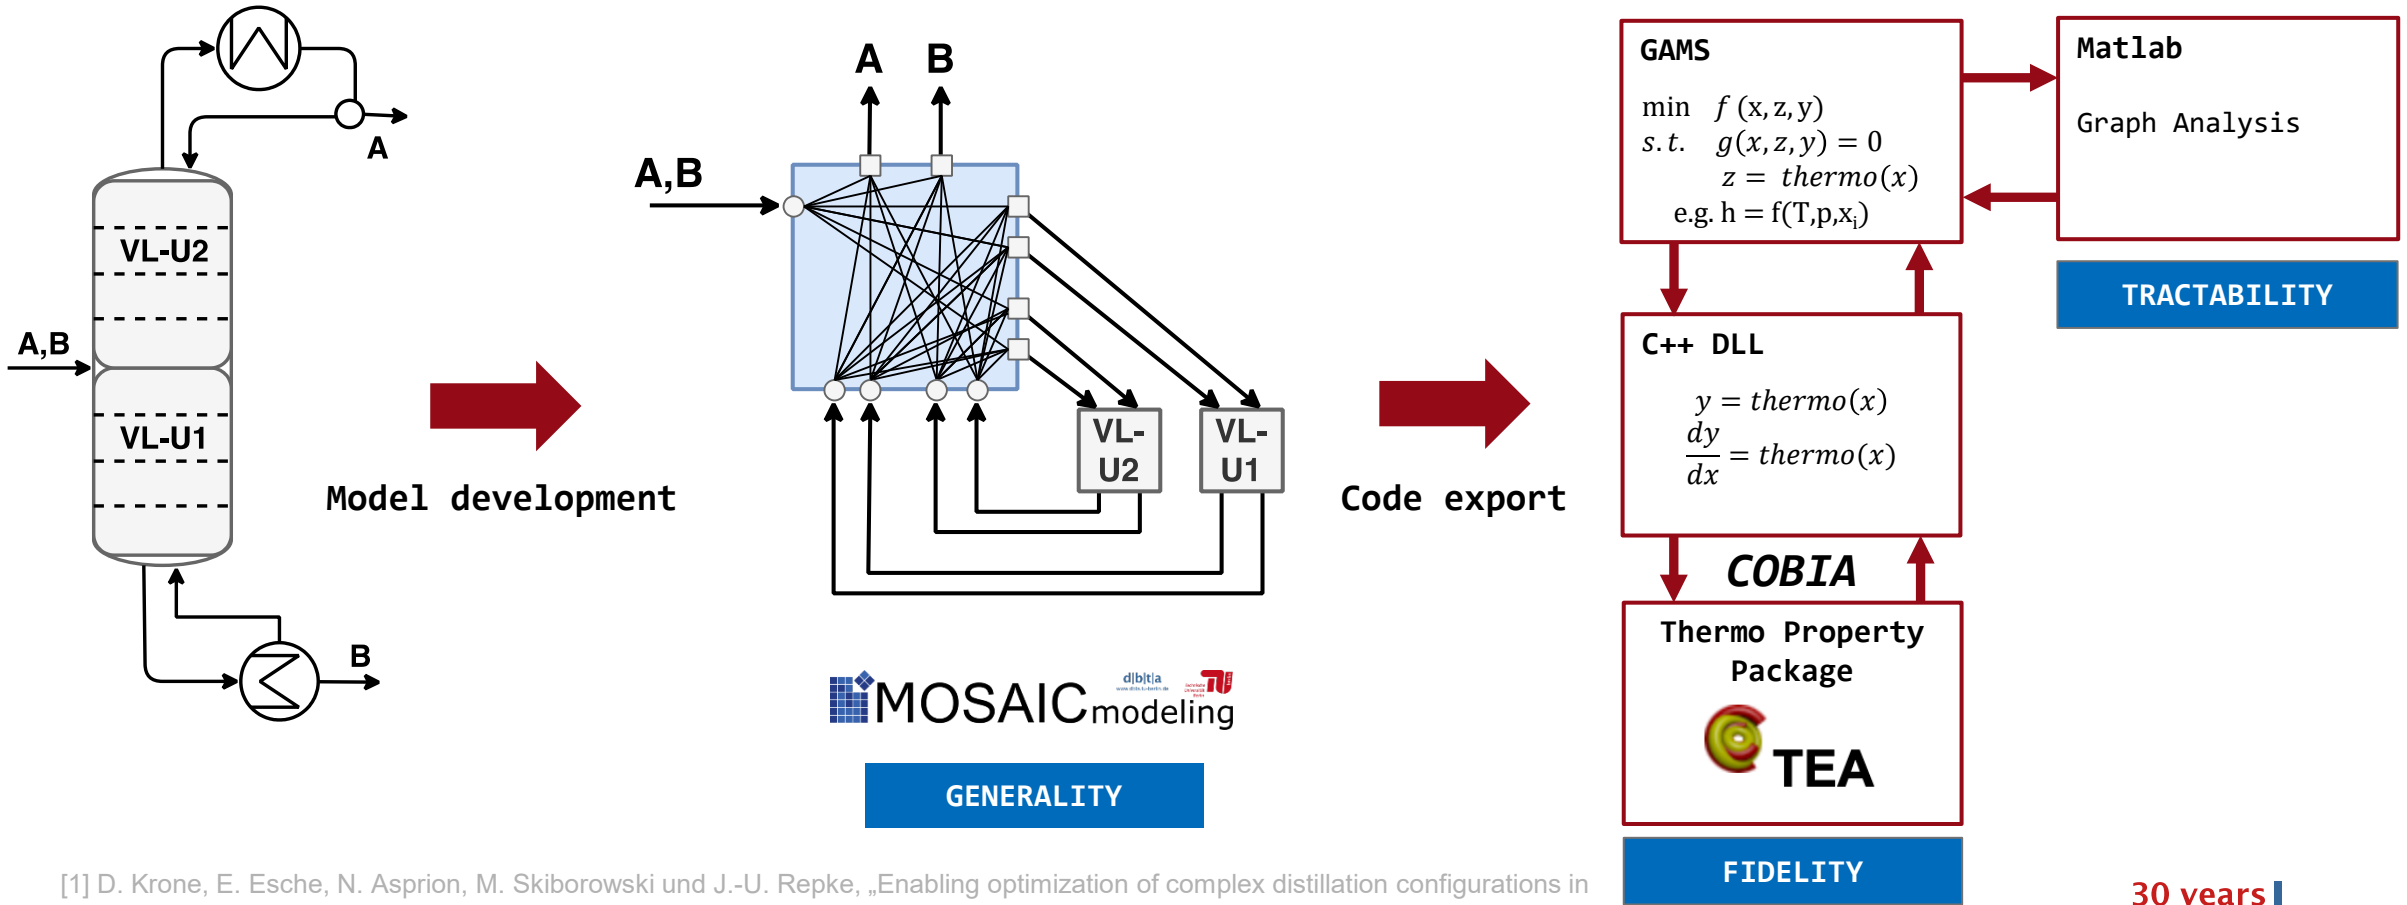 A
VL-U2
A,B
VL-U1
B
Model development
A B
A,B
VL-
U2
VL-
U1
d|b|t|a
MOSAICmodeling
GENERALITY
Code export
GAMS
min f (x, z, y)
s. t. g(x, z, y) = 0
z = thermo(x)
e.g. h = f(T,p,xᵢ)
Matlab
Graph Analysis
TRACTABILITY
C++ DLL
y = thermo(x)
dy
dx
= thermo(x)
COBIA
Thermo Property
Package
TEA
FIDELITY
[1] D. Krone, E. Esche, N. Asprion, M. Skiborowski und J.-U. Repke, „Enabling optimization of complex distillation configurations in
30 years